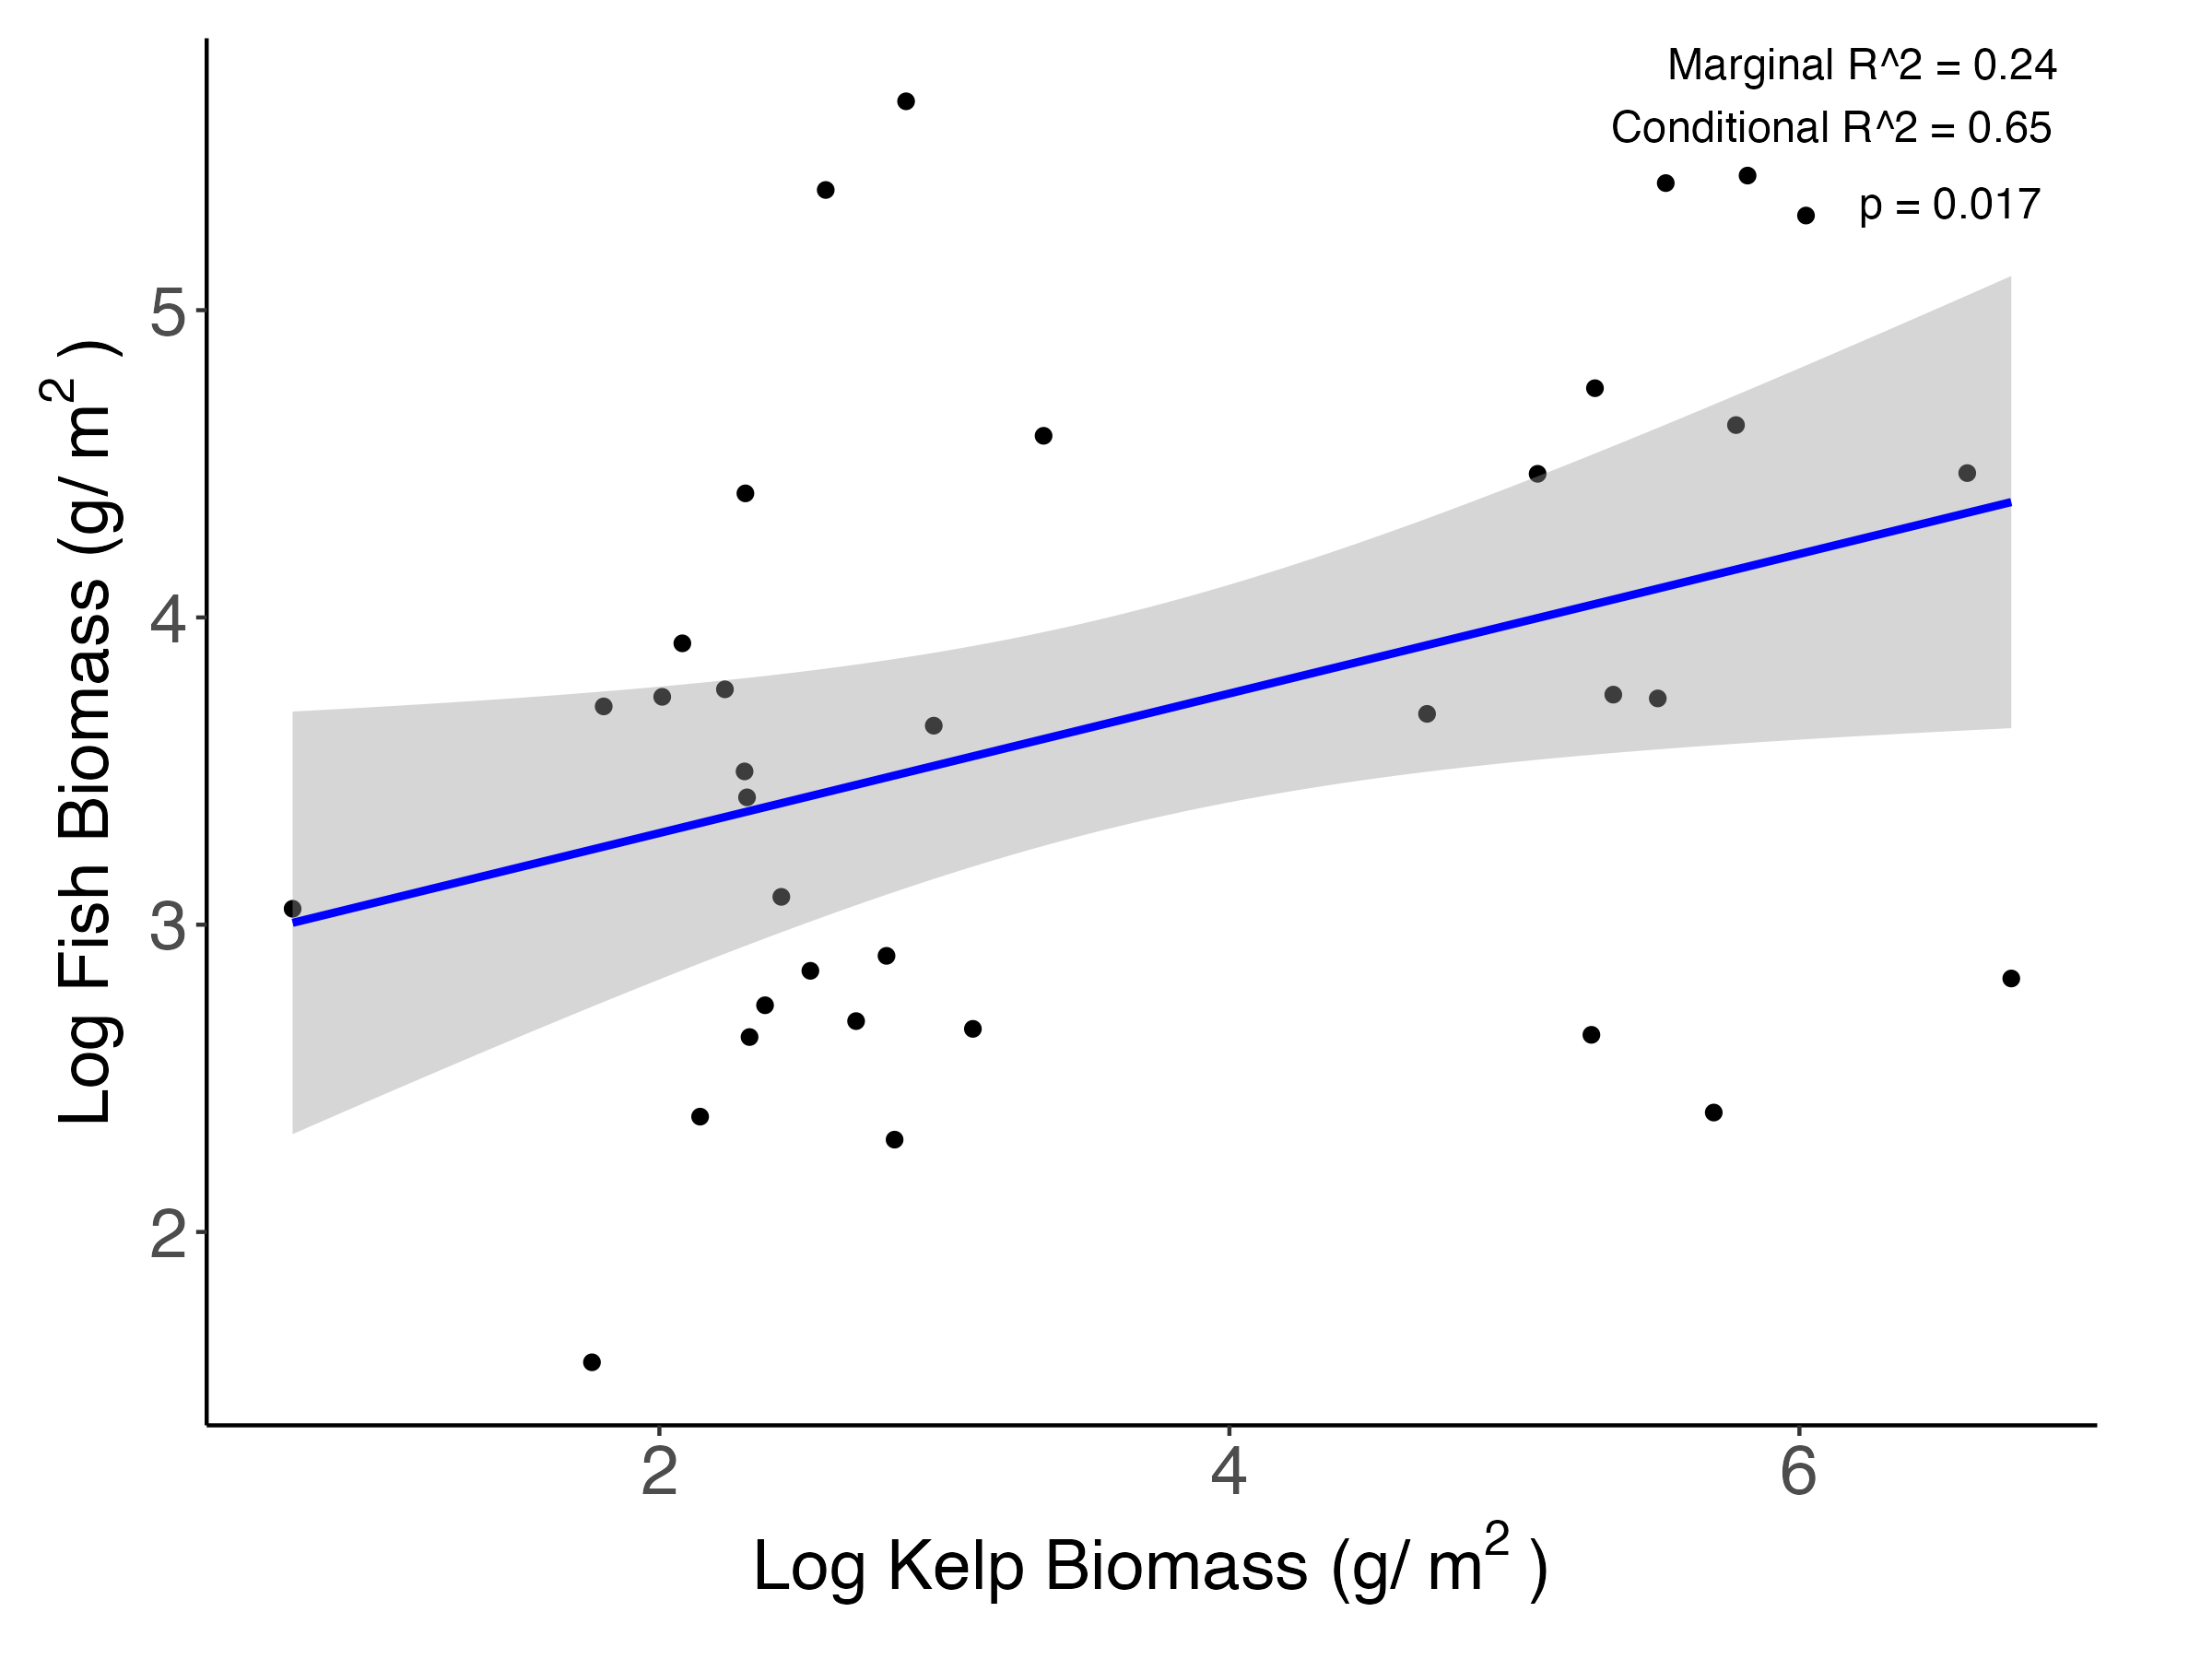 Marginal R^2 = 0.24
Conditional R^2 = 0.65
p = 0.017
Log Fish Biomass (g/ m²)
5
4
3
2
2 4 6
Log Kelp Biomass (g/ m²)